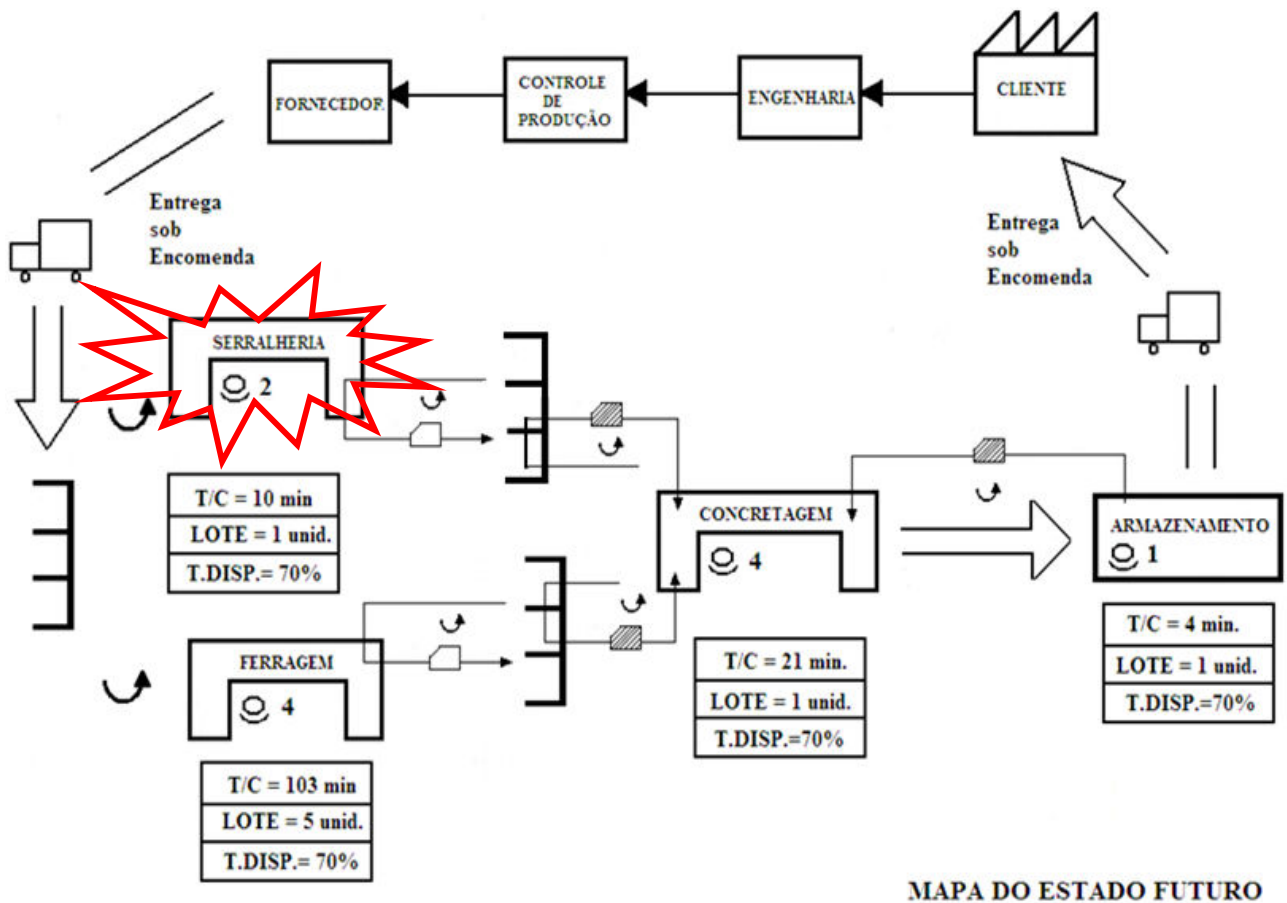 FORNECEDOF.
CONTROLE
DE
PRODUÇÃO
ENGENHARIA
CLIENTE
Entrega
sob
Encomenda
Entrega
sob
Encomenda
SERRALHERIA
2
T/C = 10 min
LOTE = 1 unid.
T.DISP.= 70%
FERRAGEM
4
T/C = 103 min
LOTE = 5 unid.
T.DISP.= 70%
CONCRETAGEM
4
T/C = 21 min.
LOTE = 1 unid.
T.DISP.=70%
ARMAZENAMENTO
1
T/C = 4 min.
LOTE = 1 unid.
T.DISP.=70%
MAPA DO ESTADO FUTURO